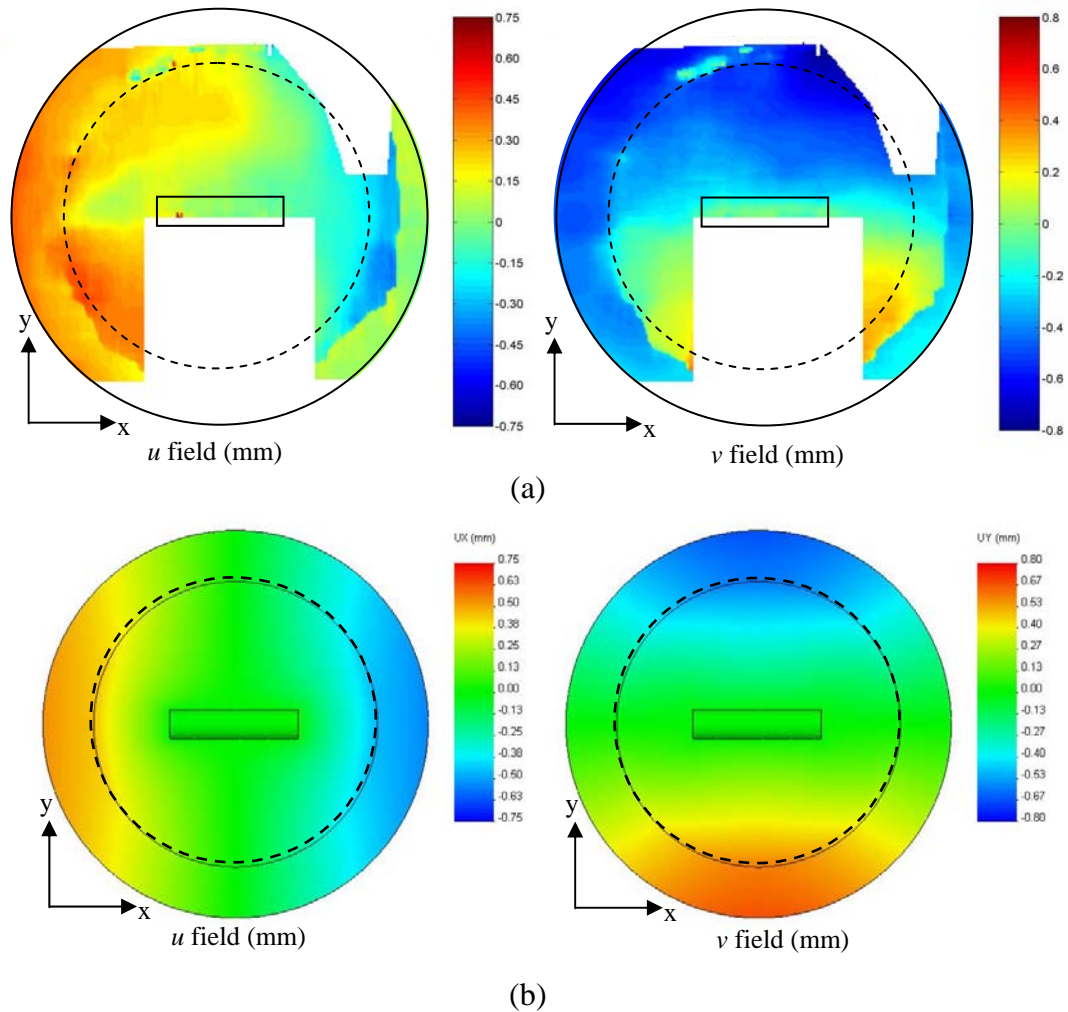 0.75
0.60
0.45
0.30
0.15
0
-0.15
-0.30
-0.45
-0.60
-0.75
y
x
u field (mm)
0.8
0.6
0.4
0.2
0
-0.2
-0.4
-0.6
-0.8
y
x
v field (mm)
(a)
UX (mm)
0.75
0.63
0.50
0.38
0.25
0.13
0.00
-0.13
-0.25
-0.38
-0.50
-0.63
-0.75
y
x
u field (mm)
UY (mm)
0.80
0.67
0.53
0.40
0.27
0.13
0.00
-0.13
-0.27
-0.40
-0.53
-0.67
-0.80
y
x
v field (mm)
(b)